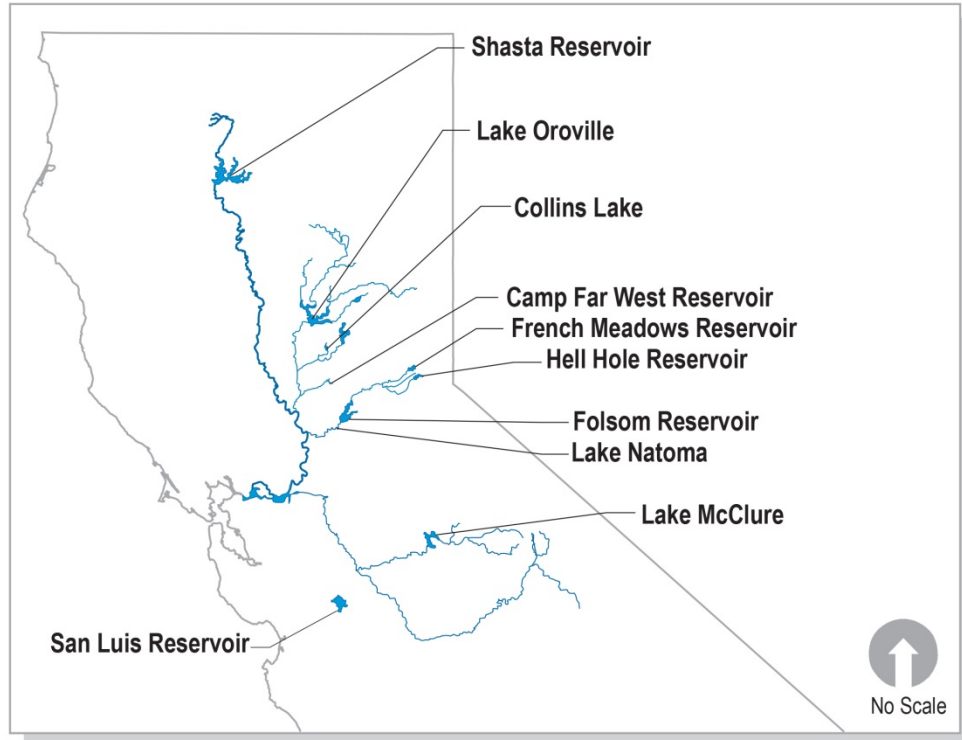 Shasta Reservoir
Lake Oroville
Collins Lake
Camp Far West Reservoir
French Meadows Reservoir
Hell Hole Reservoir
Folsom Reservoir
Lake Natoma
Lake McClure
San Luis Reservoir
No Scale